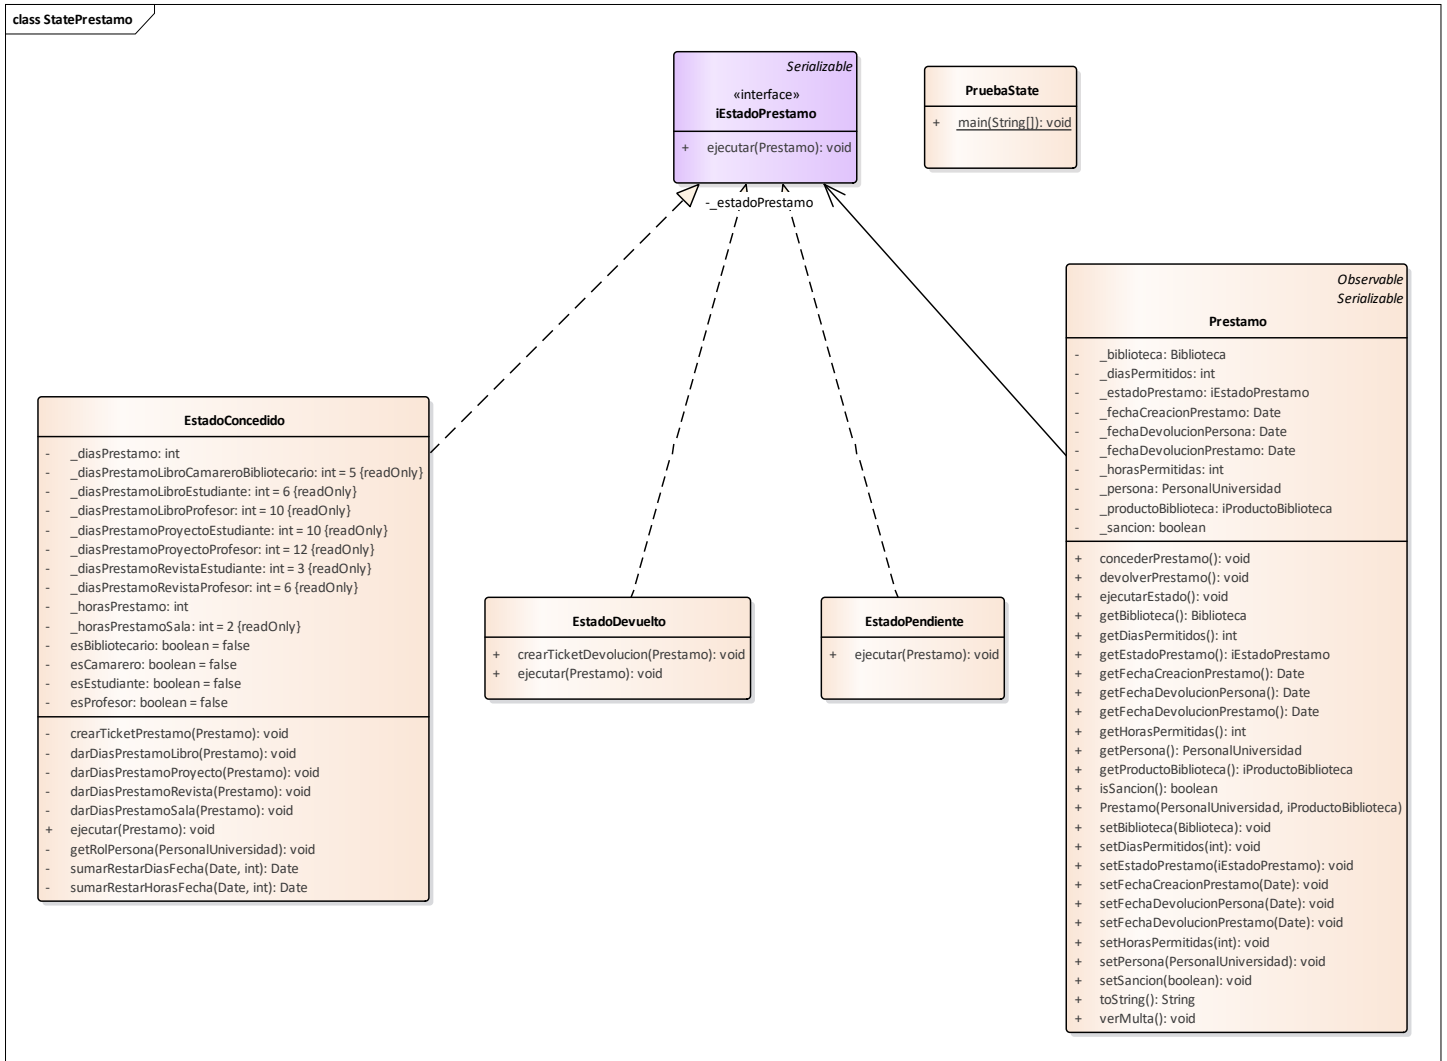 class StatePrestamo
Serializable
«interface»
iEstadoPrestamo
+ ejecutar(Prestamo): void
PruebaState
+ main(String[]): void
-_estadoPrestamo
Observable
Serializable
Prestamo
- _biblioteca: Biblioteca
- _diasPermitidos: int
- _estadoPrestamo: iEstadoPrestamo
- _fechaCreacionPrestamo: Date
- _fechaDevolucionPersona: Date
- _fechaDevolucionPrestamo: Date
- _horasPermitidas: int
- _persona: PersonalUniversidad
- _productoBiblioteca: iProductoBiblioteca
- _sancion: boolean
+ concederPrestamo(): void
+ devolverPrestamo(): void
+ ejecutarEstado(): void
+ getBiblioteca(): Biblioteca
+ getDiasPermitidos(): int
+ getEstadoPrestamo(): iEstadoPrestamo
+ getFechaCreacionPrestamo(): Date
+ getFechaDevolucionPersona(): Date
+ getFechaDevolucionPrestamo(): Date
+ getHorasPermitidas(): int
+ getPersona(): PersonalUniversidad
+ getProductoBiblioteca(): iProductoBiblioteca
+ isSancion(): boolean
+ Prestamo(PersonalUniversidad, iProductoBiblioteca)
+ setBiblioteca(Biblioteca): void
+ setDiasPermitidos(int): void
+ setEstadoPrestamo(iEstadoPrestamo): void
+ setFechaCreacionPrestamo(Date): void
+ setFechaDevolucionPersona(Date): void
+ setFechaDevolucionPrestamo(Date): void
+ setHorasPermitidas(int): void
+ setPersona(PersonalUniversidad): void
+ setSancion(boolean): void
+ toString(): String
+ verMulta(): void
EstadoConcedido
- _diasPrestamo: int
- _diasPrestamoLibroCamareroBibliotecario: int = 5 {readOnly}
- _diasPrestamoLibroEstudiante: int = 6 {readOnly}
- _diasPrestamoLibroProfesor: int = 10 {readOnly}
- _diasPrestamoProyectoEstudiante: int = 10 {readOnly}
- _diasPrestamoProyectoProfesor: int = 12 {readOnly}
- _diasPrestamoRevistaEstudiante: int = 3 {readOnly}
- _diasPrestamoRevistaProfesor: int = 6 {readOnly}
- _horasPrestamo: int
- _horasPrestamoSala: int = 2 {readOnly}
- esBibliotecario: boolean = false
- esCamarero: boolean = false
- esEstudiante: boolean = false
- esProfesor: boolean = false
- crearTicketPrestamo(Prestamo): void
- darDiasPrestamoLibro(Prestamo): void
- darDiasPrestamoProyecto(Prestamo): void
- darDiasPrestamoRevista(Prestamo): void
- darDiasPrestamoSala(Prestamo): void
+ ejecutar(Prestamo): void
- getRolPersona(PersonalUniversidad): void
- sumarRestarDiasFecha(Date, int): Date
- sumarRestarHorasFecha(Date, int): Date
EstadoDevuelto
+ crearTicketDevolucion(Prestamo): void
+ ejecutar(Prestamo): void
EstadoPendiente
+ ejecutar(Prestamo): void